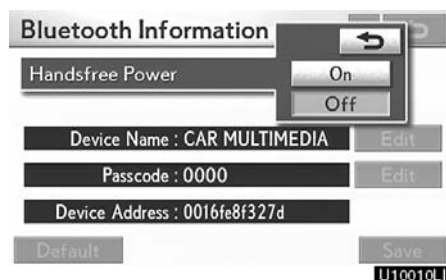 Bluetooth Information
Handsfree Power
On
Off
Device Name : CAR MULTIMEDIA
Edit
Passcode : 0000
Edit
Device Address : 0016fe8f327d
Default
Save
U10010L